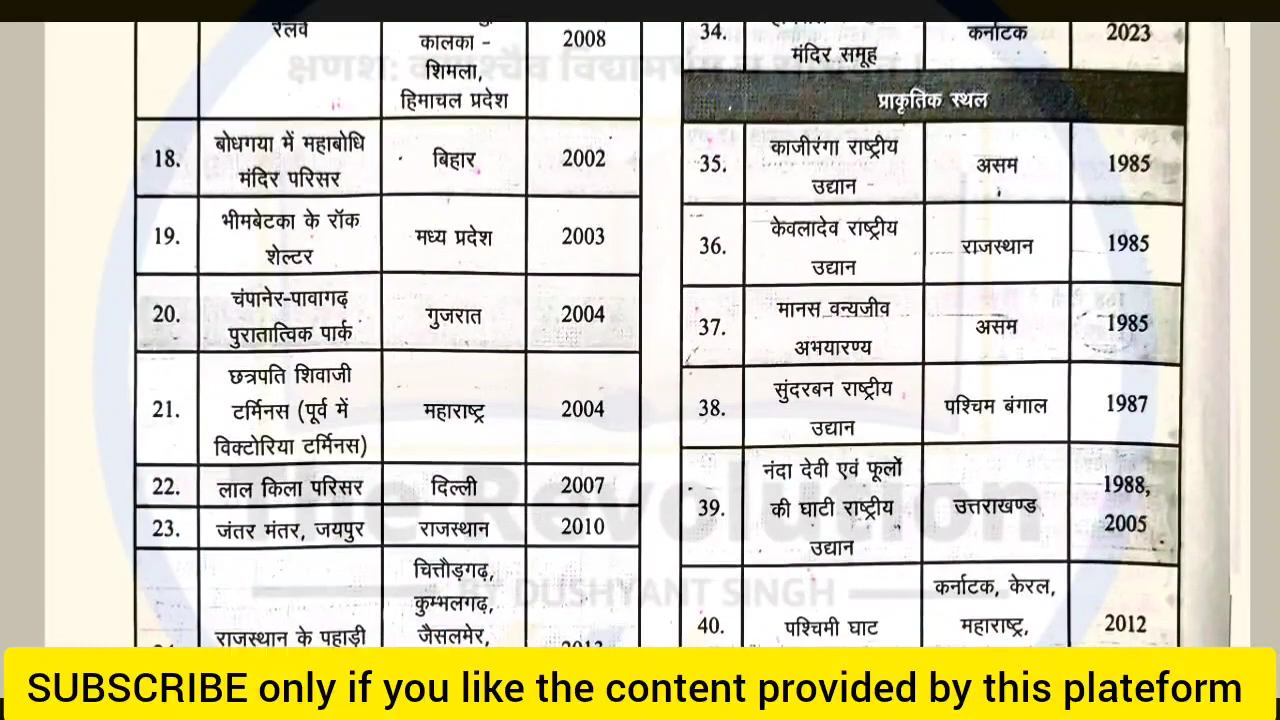 रेलवे
कालका -
शिमला,
हिमाचल प्रदेश
2008
18.
बोधगया में महाबोधि
मंदिर परिसर
बिहार
2002
19.
भीमबेटका के रॉक
शेल्टर
मध्य प्रदेश
2003
20.
चंपानेर-पावागढ़
पुरातात्विक पार्क
गुजरात
2004
21.
छत्रपति शिवाजी
टर्मिनस (पूर्व में
विक्टोरिया टर्मिनस)
महाराष्ट्र
2004
22.
लाल किला परिसर
दिल्ली
2007
23.
जंतर मंतर, जयपुर
राजस्थान
2010
राजस्थान के पहाड़ी
चित्तौड़गढ़,
कुम्भलगढ़,
जैसलमेर,
34.
मंदिर समूह
कर्नाटक
2023
प्राकृतिक स्थल
35.
काजीरंगा राष्ट्रीय
उद्यान
असम
1985
36.
केवलादेव राष्ट्रीय
उद्यान
राजस्थान
1985
37.
मानस वन्यजीव
अभयारण्य
असम
1985
38.
सुंदरबन राष्ट्रीय
उद्यान
पश्चिम बंगाल
1987
39.
नंदा देवी एवं फूलों
की घाटी राष्ट्रीय
उद्यान
उत्तराखण्ड
1988,
2005
40.
पश्चिमी घाट
कर्नाटक, केरल,
महाराष्ट्र,
2012
The Revolution
BY DUSHYANT SINGH
SUBSCRIBE only if you like the content provided by this plateform